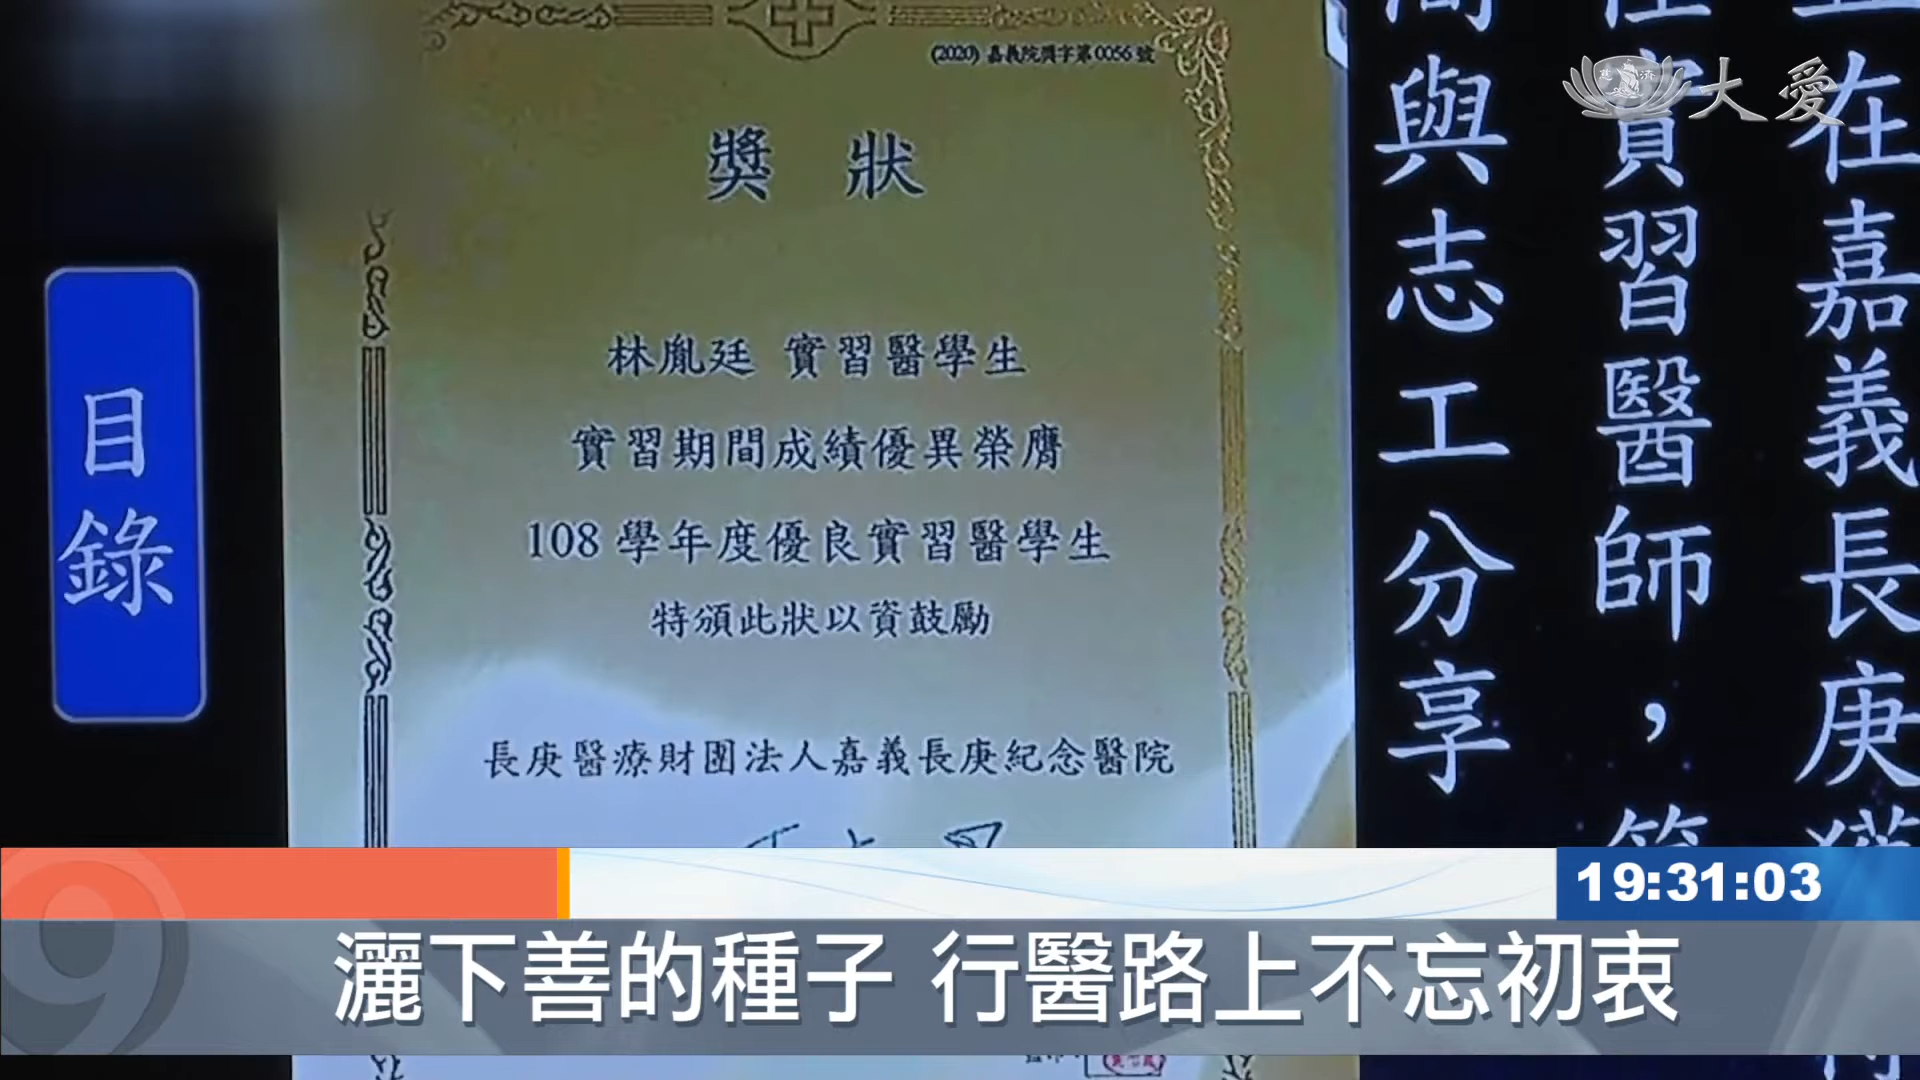 (2020) 嘉義院獎字第0056號
獎狀
林胤廷 實習醫學生
實習期間成績優異榮膺
108 學年度優良實習醫學生
特頒此狀以資鼓勵
長庚醫療財團法人嘉義長庚紀念醫院
目錄
在嘉義長庚
實習醫師，
與志工分享
慈濟
大愛
19:31:03
灑下善的種子 行醫路上不忘初衷